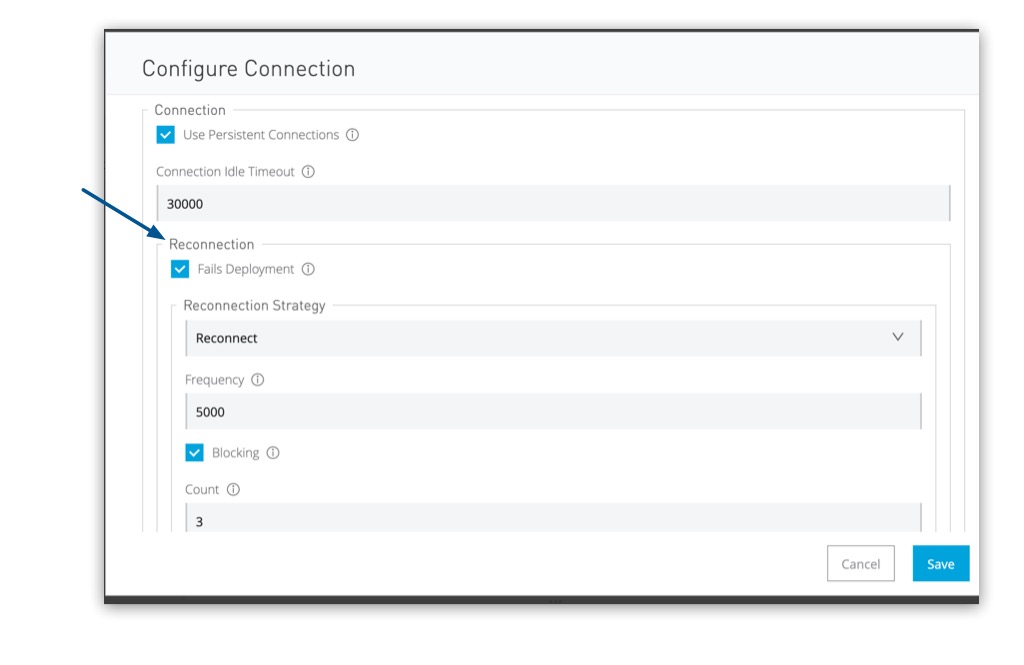 Configure Connection
Connection
Use Persistent Connections
Connection Idle Timeout
30000
Reconnection
Fails Deployment
Reconnection Strategy
Reconnect
Frequency
5000
Blocking
Count
3
Cancel Save